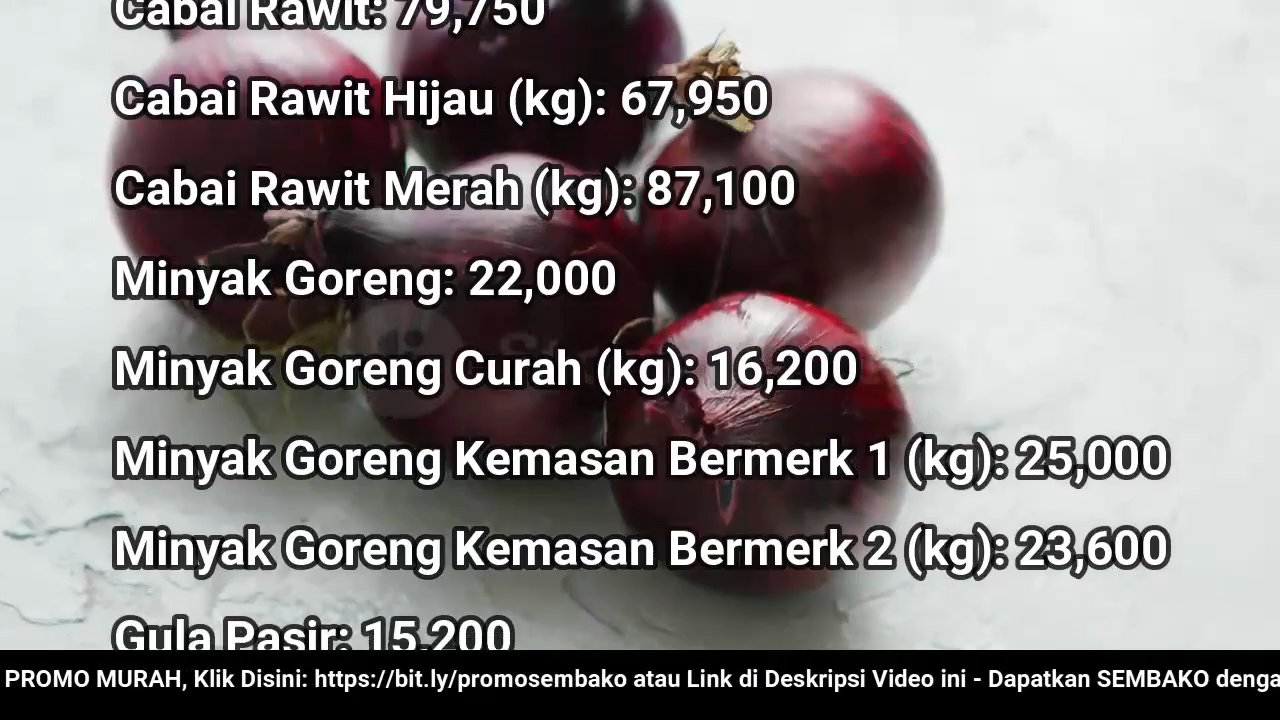 Cabai Rawit: 79,750
Cabai Rawit Hijau (kg): 67,950
Cabai Rawit Merah (kg): 87,100
Minyak Goreng: 22,000
Minyak Goreng Curah (kg): 16,200
Minyak Goreng Kemasan Bermerk 1 (kg): 25,000
Minyak Goreng Kemasan Bermerk 2 (kg): 23,600
Gula Pasir: 15,200
PROMO MURAH, Klik Disini: https://bit.ly/promosembako atau Link di Deskripsi Video ini - Dapatkan SEMBAKO denga